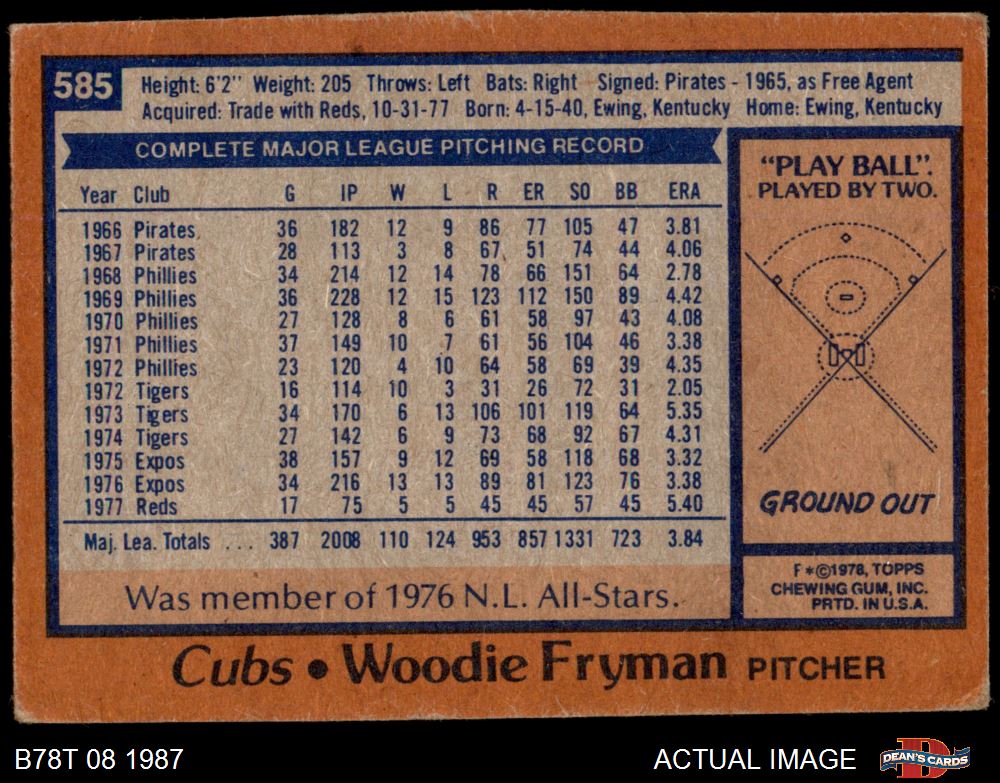 585
Height: 6'2" Weight: 205 Throws: Left Bats: Right Signed: Pirates - 1965, as Free Agent
Acquired: Trade with Reds, 10-31-77 Born: 4-15-40, Ewing, Kentucky Home: Ewing, Kentucky
COMPLETE MAJOR LEAGUE PITCHING RECORD
Year Club G IP W L R ER SO BB ERA
1966 Pirates 36 182 12 9 86 77 105 47 3.81
1967 Pirates 28 113 3 8 67 51 74 44 4.06
1968 Phillies 34 214 12 14 78 66 151 64 2.78
1969 Phillies 36 228 12 15 123 112 150 89 4.42
1970 Phillies 27 128 8 6 61 58 97 43 4.08
1971 Phillies 37 149 10 7 61 56 104 46 3.38
1972 Phillies 23 120 4 10 64 58 69 39 4.35
1972 Tigers 16 114 10 3 31 26 72 31 2.05
1973 Tigers 34 170 6 13 106 101 119 64 5.35
1974 Tigers 27 142 6 9 73 68 92 67 4.31
1975 Expos 38 157 9 12 69 58 118 68 3.32
1976 Expos 34 216 13 13 89 81 123 76 3.38
1977 Reds 17 75 5 5 45 45 57 45 5.40
Maj. Lea. Totals ... 387 2008 110 124 953 857 1331 723 3.84
Was member of 1976 N.L. All-Stars.
"PLAY BALL".
PLAYED BY TWO.
GROUND OUT
F *©1978, TOPPS
CHEWING GUM, INC.
PRTD. IN U.S.A.
Cubs • Woodie Fryman PITCHER
B78T 08 1987
ACTUAL IMAGE
DEAN'S CARDS